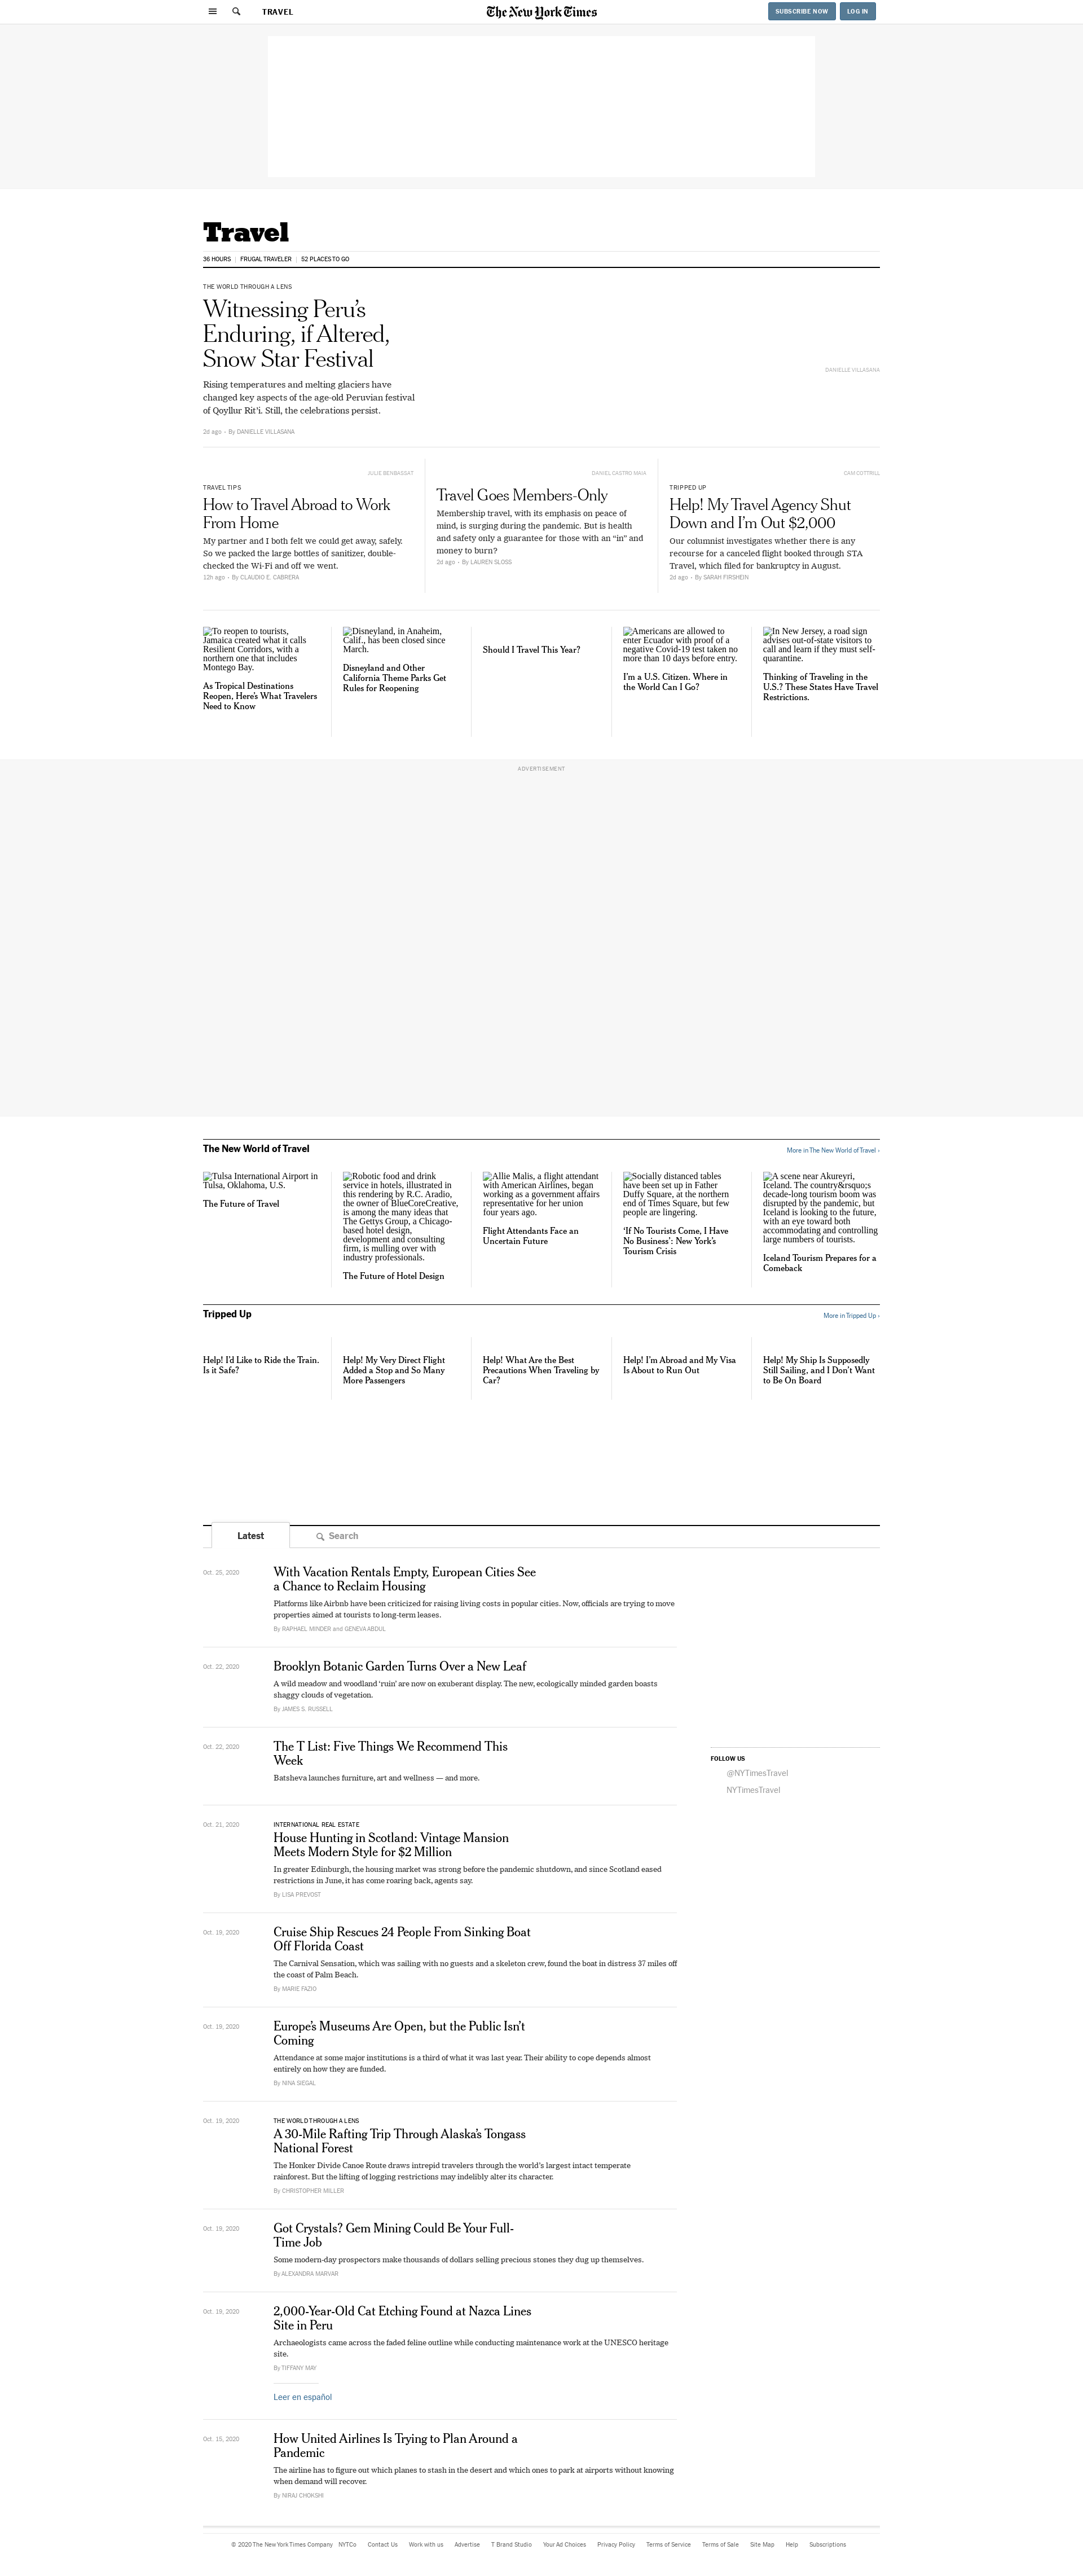 TRAVEL
The New York Times
SUBSCRIBE NOW
LOG IN
Travel
36 HOURS
FRUGAL TRAVELER
52 PLACES TO GO
THE WORLD THROUGH A LENS
Witnessing Peru's
Enduring, if Altered,
Snow Star Festival
Rising temperatures and melting glaciers have
changed key aspects of the age-old Peruvian festival
of Qoyllur Rit'i. Still, the celebrations persist.
2d ago • By DANIELLE VILLASANA
DANIELLE VILLASANA
JULIE BENBASSAT
TRAVEL TIPS
How to Travel Abroad to Work
From Home
My partner and I both felt we could get away, safely.
So we packed the large bottles of sanitizer, double-
checked the Wi-Fi and off we went.
12h ago • By CLAUDIO E. CABRERA
DANIEL CASTRO MAIA
Travel Goes Members-Only
Membership travel, with its emphasis on peace of
mind, is surging during the pandemic. But is health
and safety only a guarantee for those with an “in” and
money to burn?
2d ago • By LAUREN SLOSS
CAM COTTRILL
TRIPPED UP
Help! My Travel Agency Shut
Down and I’m Out $2,000
Our columnist investigates whether there is any
recourse for a canceled flight booked through STA
Travel, which filed for bankruptcy in August.
2d ago • By SARAH FIRSHEIN
To reopen to tourists,
Jamaica created what it calls
Resilient Corridors, with a
northern one that includes
Montego Bay.
As Tropical Destinations
Reopen, Here’s What Travelers
Need to Know
Disneyland, in Anaheim,
Calif., has been closed since
March.
Disneyland and Other
California Theme Parks Get
Rules for Reopening
Should I Travel This Year?
Americans are allowed to
enter Ecuador with proof of a
negative Covid-19 test taken no
more than 10 days before entry.
I’m a U.S. Citizen. Where in
the World Can I Go?
In New Jersey, a road sign
advises out-of-state visitors to
call and learn if they must self-
quarantine.
Thinking of Traveling in the
U.S.? These States Have Travel
Restrictions.
ADVERTISEMENT
The New World of Travel
More in The New World of Travel ›
Tulsa International Airport in
Tulsa, Oklahoma, U.S.
The Future of Travel
Robotic food and drink
service in hotels, illustrated in
this rendering by R.C. Aradio,
the owner of BlueCoreCreative,
is among the many ideas that
The Gettys Group, a Chicago-
based hotel design,
development and consulting
firm, is mulling over with
industry professionals.
The Future of Hotel Design
Allie Malis, a flight attendant
with American Airlines, began
working as a government affairs
representative for her union
four years ago.
Flight Attendants Face an
Uncertain Future
Socially distanced tables
have been set up in Father
Duffy Square, at the northern
end of Times Square, but few
people are lingering.
‘If No Tourists Come, I Have
No Business’: New York’s
Tourism Crisis
A scene near Akureyri,
Iceland. The country&rsquo;s
decade-long tourism boom was
disrupted by the pandemic, but
Iceland is looking to the future,
with an eye toward both
accommodating and controlling
large numbers of tourists.
Iceland Tourism Prepares for a
Comeback
Tripped Up
More in Tripped Up ›
Help! I’d Like to Ride the Train.
Is it Safe?
Help! My Very Direct Flight
Added a Stop and So Many
More Passengers
Help! What Are the Best
Precautions When Traveling by
Car?
Help! I’m Abroad and My Visa
Is About to Run Out
Help! My Ship Is Supposedly
Still Sailing, and I Don’t Want
to Be On Board
Latest
Search
Oct. 25, 2020
With Vacation Rentals Empty, European Cities See
a Chance to Reclaim Housing
Platforms like Airbnb have been criticized for raising living costs in popular cities. Now, officials are trying to move
properties aimed at tourists to long-term leases.
By RAPHAEL MINDER and GENEVA ABDUL
Oct. 22, 2020
Brooklyn Botanic Garden Turns Over a New Leaf
A wild meadow and woodland ‘ruin’ are now on exuberant display. The new, ecologically minded garden boasts
shaggy clouds of vegetation.
By JAMES S. RUSSELL
Oct. 22, 2020
The T List: Five Things We Recommend This
Week
Batsheva launches furniture, art and wellness — and more.
FOLLOW US
@NYTimesTravel
NYTimesTravel
Oct. 21, 2020
INTERNATIONAL REAL ESTATE
House Hunting in Scotland: Vintage Mansion
Meets Modern Style for $2 Million
In greater Edinburgh, the housing market was strong before the pandemic shutdown, and since Scotland eased
restrictions in June, it has come roaring back, agents say.
By LISA PREVOST
Oct. 19, 2020
Cruise Ship Rescues 24 People From Sinking Boat
Off Florida Coast
The Carnival Sensation, which was sailing with no guests and a skeleton crew, found the boat in distress 37 miles off
the coast of Palm Beach.
By MARIE FAZIO
Oct. 19, 2020
Europe’s Museums Are Open, but the Public Isn’t
Coming
Attendance at some major institutions is a third of what it was last year. Their ability to cope depends almost
entirely on how they are funded.
By NINA SIEGAL
Oct. 19, 2020
THE WORLD THROUGH A LENS
A 30-Mile Rafting Trip Through Alaska’s Tongass
National Forest
The Honker Divide Canoe Route draws intrepid travelers through the world’s largest intact temperate
rainforest. But the lifting of logging restrictions may indelibly alter its character.
By CHRISTOPHER MILLER
Oct. 19, 2020
Got Crystals? Gem Mining Could Be Your Full-
Time Job
Some modern-day prospectors make thousands of dollars selling precious stones they dug up themselves.
By ALEXANDRA MARVAR
Oct. 19, 2020
2,000-Year-Old Cat Etching Found at Nazca Lines
Site in Peru
Archaeologists came across the faded feline outline while conducting maintenance work at the UNESCO heritage
site.
By TIFFANY MAY
Leer en español
Oct. 15, 2020
How United Airlines Is Trying to Plan Around a
Pandemic
The airline has to figure out which planes to stash in the desert and which ones to park at airports without knowing
when demand will recover.
By NIRAJ CHOKSHI
© 2020 The New York Times Company NYTCo Contact Us Work with us Advertise T Brand Studio Your Ad Choices Privacy Policy Terms of Service Terms of Sale Site Map Help Subscriptions